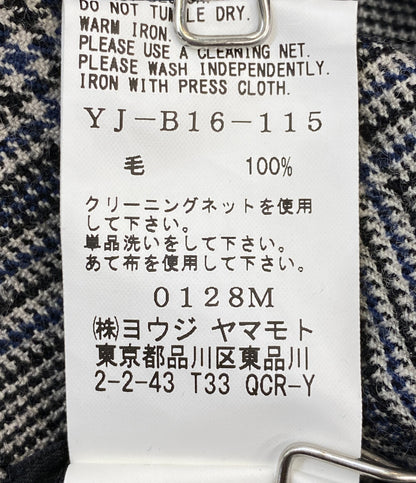 DO NOT TUMBLE DRY.
WARM IRON.
PLEASE USE A CLEANING NET.
PLEASE WASH INDEPENDENTLY.
IRON WITH PRESS CLOTH.
YJ-B16-115
毛 100%
クリーニングネットを使用
して下さい。
単品洗いをして下さい。
あて布を使用して下さい。
0128M
㈱ヨウジ ヤマモト
東京都品川区東品川
2-2-43 T33 QCR-Y